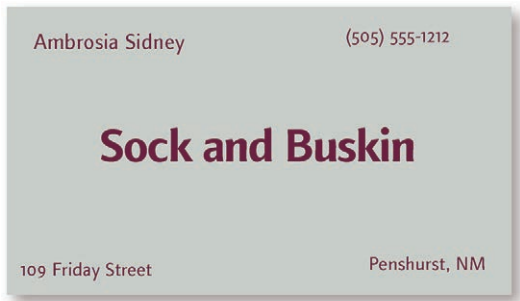 Ambrosia Sidney
(505) 555-1212
Sock and Buskin
109 Friday Street
Penshurst, NM